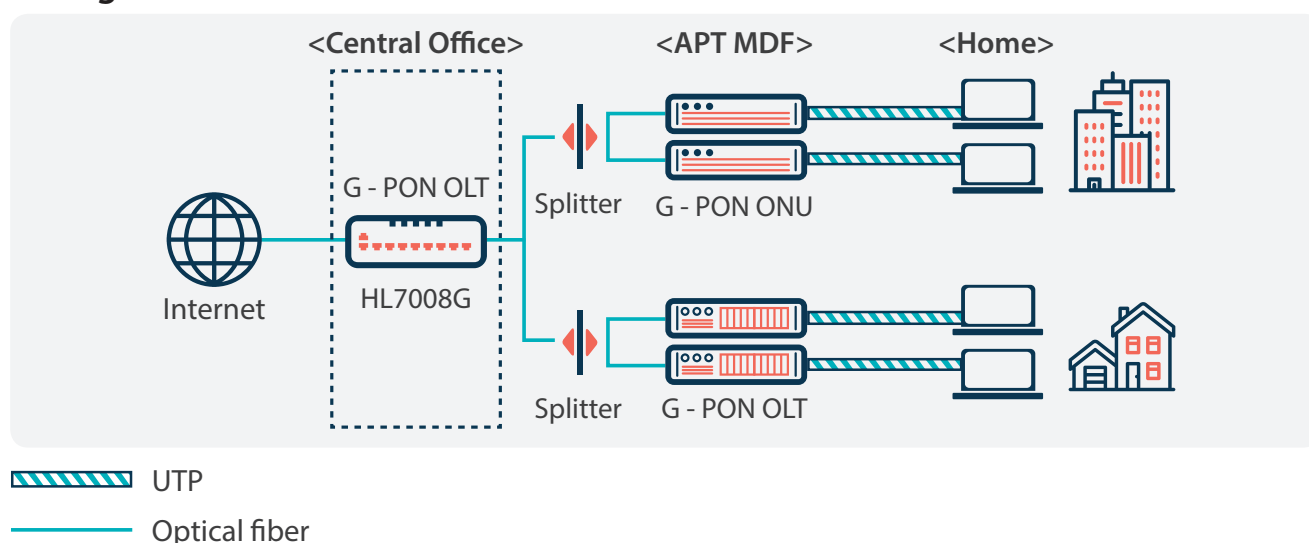 <Central Office>
<APT MDF>
<Home>
G - PON OLT
Splitter
G - PON ONU
Internet
HL7008G
Splitter
G - PON OLT
UTP
Optical fiber